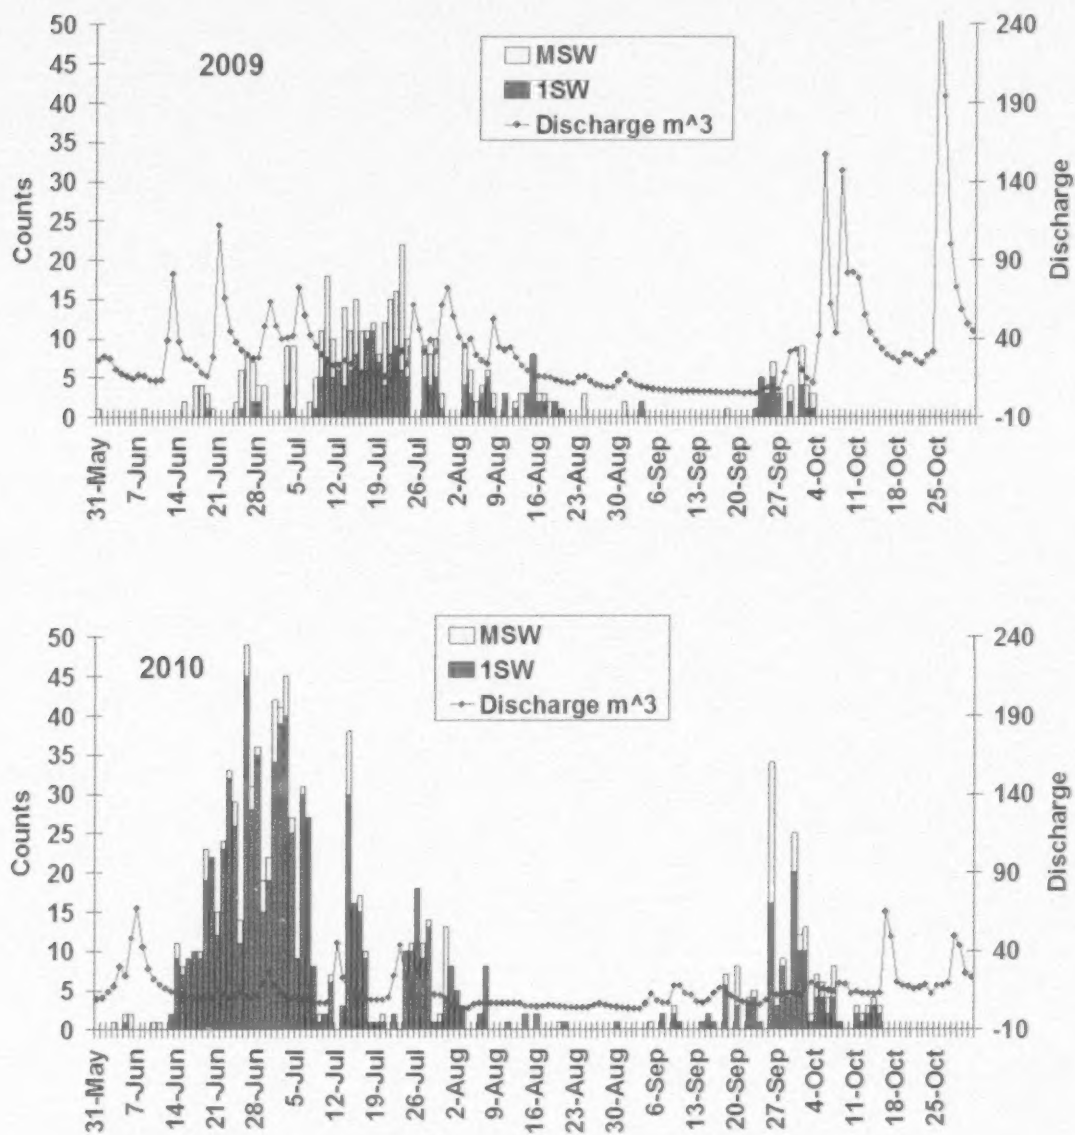 2009
MSW
1SW
Discharge m^3
50
45
40
35
30
25
20
15
10
5
0
Counts
240
190
140
90
40
-10
Discharge
31-May
7-Jun
14-Jun
21-Jun
28-Jun
5-Jul
12-Jul
19-Jul
26-Jul
2-Aug
9-Aug
16-Aug
23-Aug
30-Aug
6-Sep
13-Sep
20-Sep
27-Sep
4-Oct
11-Oct
18-Oct
25-Oct
2010
MSW
1SW
Discharge m^3
50
45
40
35
30
25
20
15
10
5
0
Counts
240
190
140
90
40
-10
Discharge
31-May
7-Jun
14-Jun
21-Jun
28-Jun
5-Jul
12-Jul
19-Jul
26-Jul
2-Aug
9-Aug
16-Aug
23-Aug
30-Aug
6-Sep
13-Sep
20-Sep
27-Sep
4-Oct
11-Oct
18-Oct
25-Oct